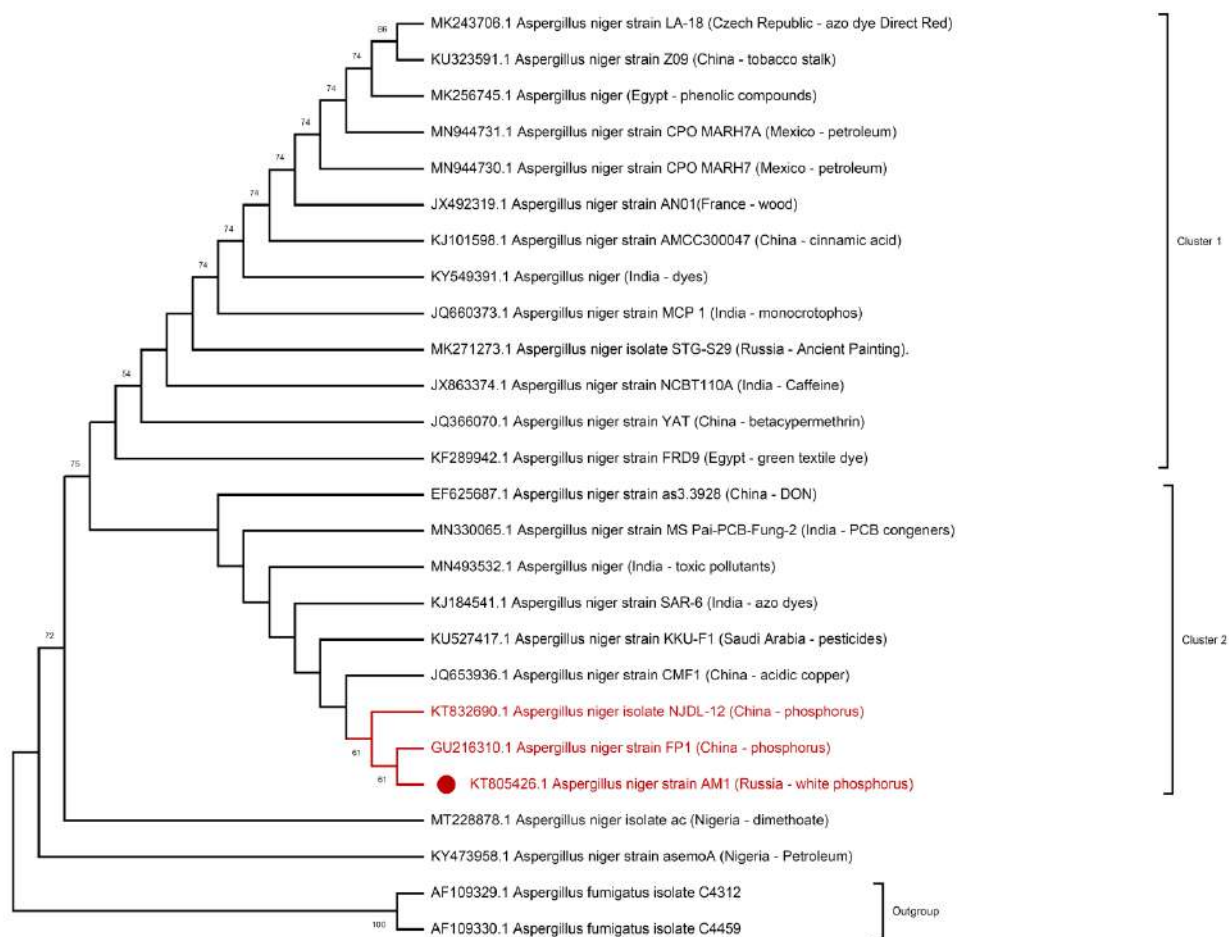 86
MK243706.1 Aspergillus niger strain LA-18 (Czech Republic - azo dye Direct Red)
74
KU323591.1 Aspergillus niger strain Z09 (China - tobacco stalk)
74
MK256745.1 Aspergillus niger (Egypt - phenolic compounds)
74
MN944731.1 Aspergillus niger strain CPO MARH7A (Mexico - petroleum)
74
MN944730.1 Aspergillus niger strain CPO MARH7 (Mexico - petroleum)
74
JX492319.1 Aspergillus niger strain AN01(France - wood)
74
KJ101598.1 Aspergillus niger strain AMCC300047 (China - cinnamic acid)
Cluster 1
74
KY549391.1 Aspergillus niger (India - dyes)
JQ660373.1 Aspergillus niger strain MCP 1 (India - monocrotophos)
MK271273.1 Aspergillus niger isolate STG-S29 (Russia - Ancient Painting).
54
JX863374.1 Aspergillus niger strain NCBT110A (India - Caffeine)
JQ366070.1 Aspergillus niger strain YAT (China - betacypermethrin)
KF289942.1 Aspergillus niger strain FRD9 (Egypt - green textile dye)
75
EF625687.1 Aspergillus niger strain as3.3928 (China - DON)
MN330065.1 Aspergillus niger strain MS Pai-PCB-Fung-2 (India - PCB congeners)
MN493532.1 Aspergillus niger (India - toxic pollutants)
KJ184541.1 Aspergillus niger strain SAR-6 (India - azo dyes)
72
KU527417.1 Aspergillus niger strain KKU-F1 (Saudi Arabia - pesticides)
Cluster 2
JQ653936.1 Aspergillus niger strain CMF1 (China - acidic copper)
KT832690.1 Aspergillus niger isolate NJDL-12 (China - phosphorus)
61
GU216310.1 Aspergillus niger strain FP1 (China - phosphorus)
61
KT805426.1 Aspergillus niger strain AM1 (Russia - white phosphorus)
MT228878.1 Aspergillus niger isolate ac (Nigeria - dimethoate)
KY473958.1 Aspergillus niger strain asemoA (Nigeria - Petroleum)
AF109329.1 Aspergillus fumigatus isolate C4312
Outgroup
100
AF109330.1 Aspergillus fumigatus isolate C4459